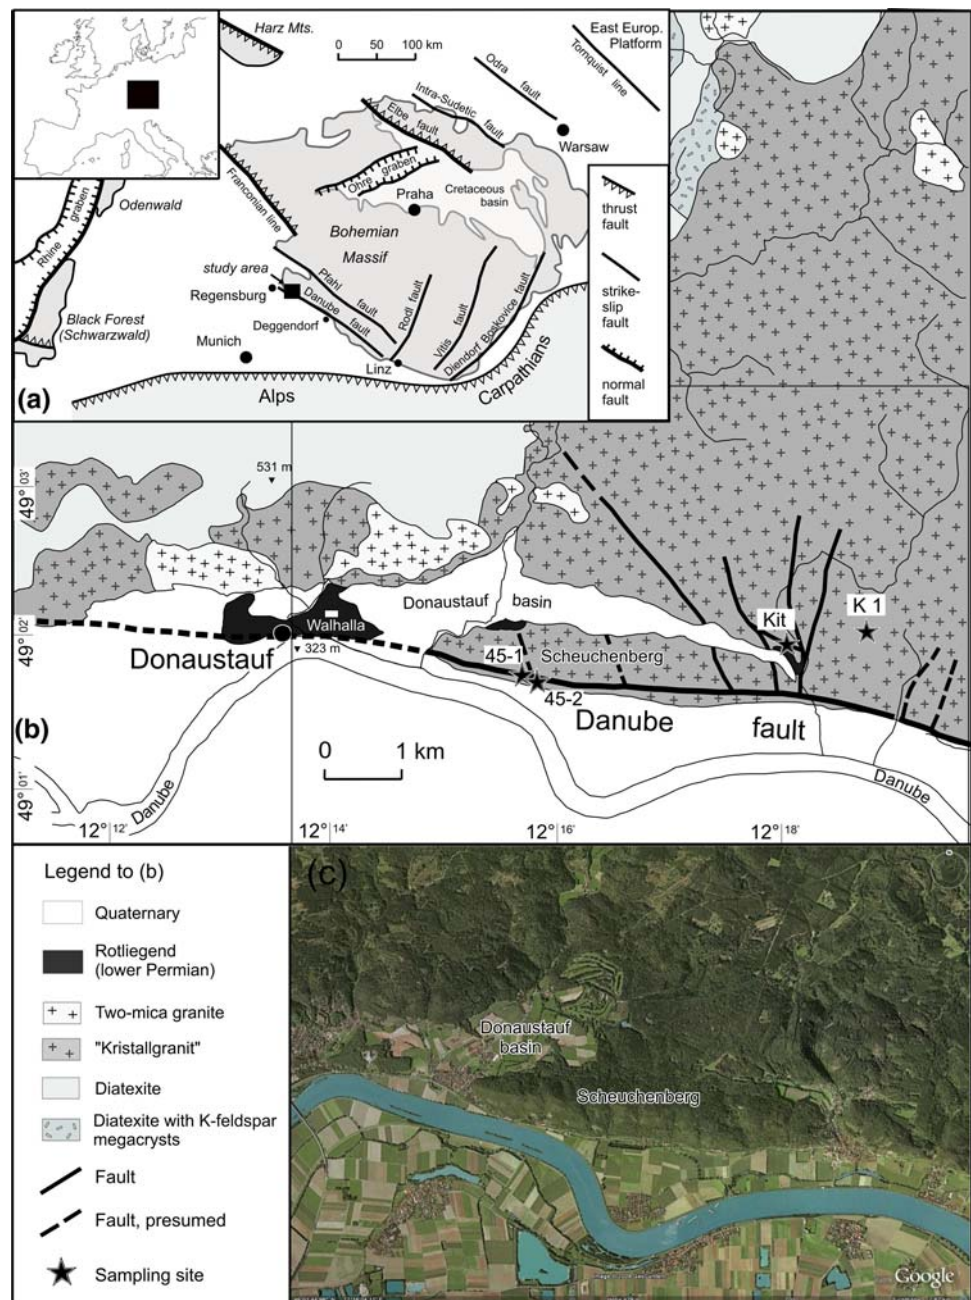 Harz Mts.
0 50 100 km
East Europ.
Platform
Tornquist line
Odra fault
Intra-Sudetic fault
Elbe fault
Warsaw
Ohre graben
Cretaceous
basin
Praha
Franconian line
Odenwald
Rhine graben
Bohemian
Massif
study area
Regensburg
Pfahl fault
Danube fault
Deggendorf
Rodl fault
Vitis fault
Diendorf Boskovice fault
Black Forest
(Schwarzwald)
Munich
Linz
Alps
Carpathians
(a)
thrust
fault
strike-
slip
fault
normal
fault
49° 03'
49° 02'
49° 01'
531 m
Donaustauf basin
Walhalla
Donaustauf
323 m
Kit
K 1
45-1
Scheuchenberg
45-2
Danube fault
(b)
0 1 km
Danube
Danube
12° 12'
12° 14'
12° 16'
12° 18'
Legend to (b)
Quaternary
Rotliegend
(lower Permian)
Two-mica granite
"Kristallgranit"
Diatexite
Diatexite with K-feldspar
megacrysts
Fault
Fault, presumed
Sampling site
(c)
Donaustauf
basin
Scheuchenberg
Google